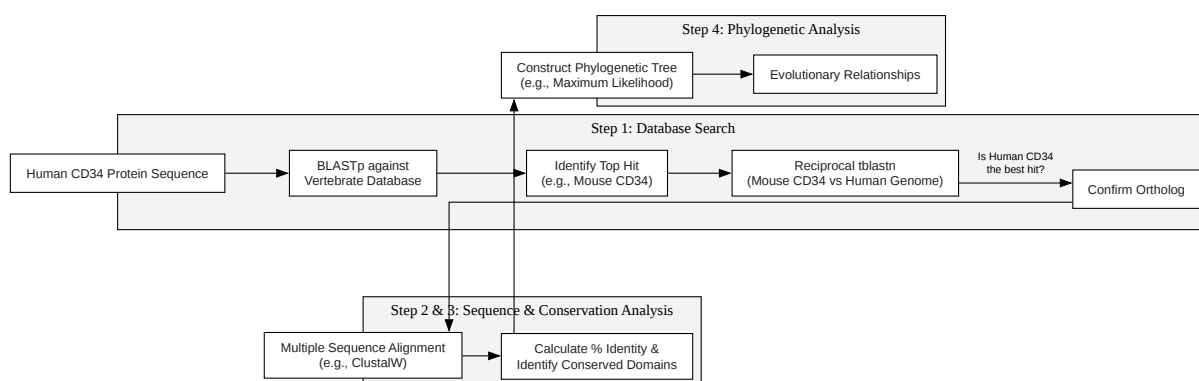 Step 4: Phylogenetic Analysis
Construct Phylogenetic Tree
(e.g., Maximum Likelihood)
Evolutionary Relationships
Step 1: Database Search
Human CD34 Protein Sequence
BLASTp against
Vertebrate Database
Identify Top Hit
(e.g., Mouse CD34)
Reciprocal tblastn
(Mouse CD34 vs Human Genome)
Is Human CD34
the best hit?
Confirm Ortholog
Step 2 & 3: Sequence & Conservation Analysis
Multiple Sequence Alignment
(e.g., ClustalW)
Calculate % Identity &
Identify Conserved Domains